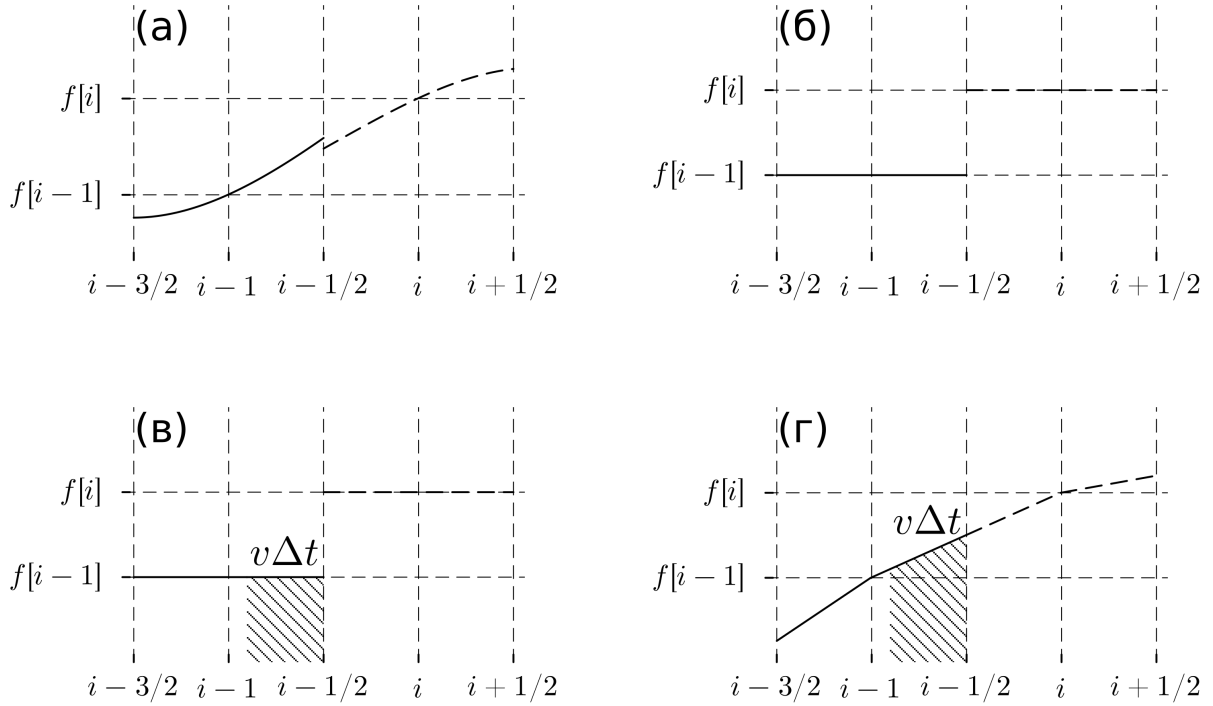 (а) (б)
f[i] f[i]
f[i − 1] f[i − 1]
i − 3/2 i − 1 i − 1/2 i i + 1/2 i − 3/2 i − 1 i − 1/2 i i + 1/2
(в) (г)
f[i] f[i]
vΔt vΔt
f[i − 1] f[i − 1]
i − 3/2 i − 1 i − 1/2 i i + 1/2 i − 3/2 i − 1 i − 1/2 i i + 1/2